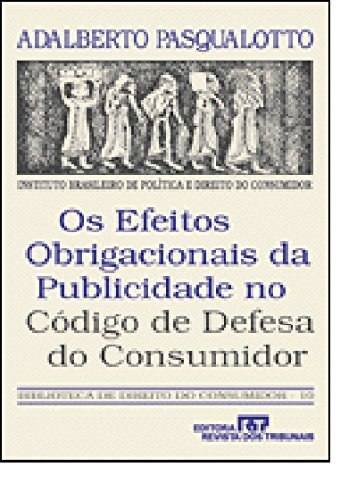 ADALBERTO PASQUALOTTO
INSTITUTO BRASILEIRO DE POLÍTICA E DIREITO DO CONSUMIDOR
Os Efeitos
Obrigacionais da
Publicidade no
Código de Defesa
do Consumidor
BIBLIOTECA DE DIREITO DO CONSUMIDOR - 10
EDITORA RT
REVISTA DOS TRIBUNAIS